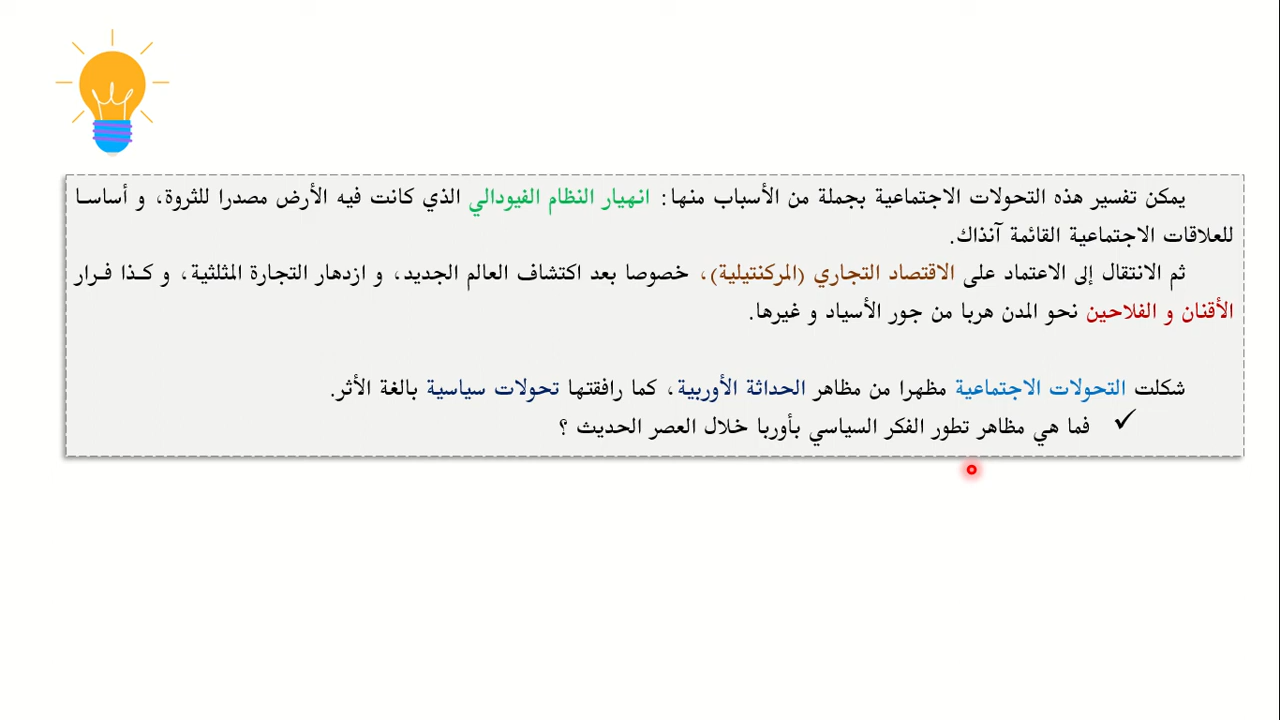 يمكن تفسير هذه التحولات الاجتماعية بجملة من الأسباب منها: انهيار النظام الفيودالي الذي كانت فيه الأرض مصدرا للثروة، و أساسا
للعلاقات الاجتماعية القائمة آنذاك.
ثم الانتقال إلى الاعتماد على الاقتصاد التجاري (المركنتيلية)، خصوصا بعد اكتشاف العالم الجديد، و ازدهار التجارة المثلثية، و كذا فرار
الأقنان و الفلاحين نحو المدن هربا من جور الأسياد و غيرها.
شكلت التحولات الاجتماعية مظهرا من مظاهر الحداثة الأوربية، كما رافقتها تحولات سياسية بالغة الأثر.
✓ فما هي مظاهر تطور الفكر السياسي بأوربا خلال العصر الحديث ؟